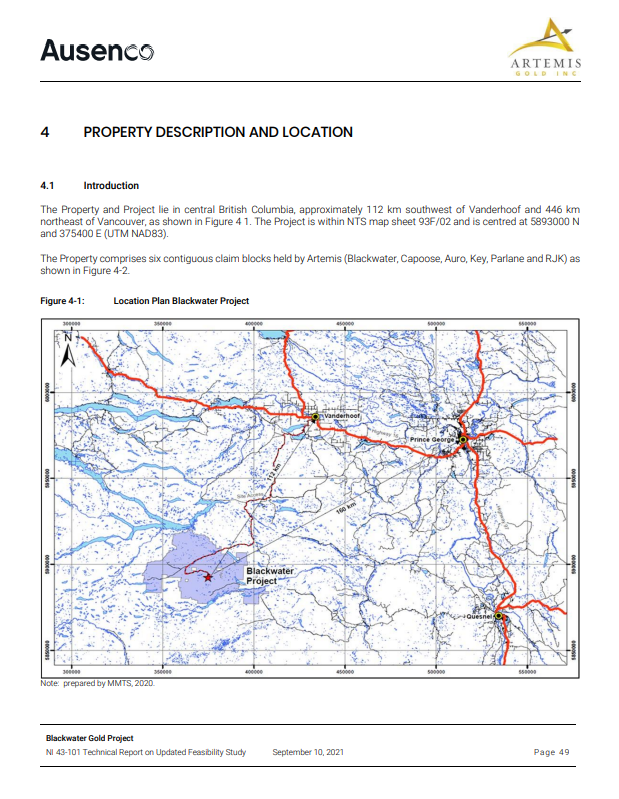 Ausenco
ARTEMIS
GOLD INC
4 PROPERTY DESCRIPTION AND LOCATION
4.1 Introduction
The Property and Project lie in central British Columbia, approximately 112 km southwest of Vanderhoof and 446 km
northeast of Vancouver, as shown in Figure 4 1. The Project is within NTS map sheet 93F/02 and is centred at 5893000 N
and 375400 E (UTM NAD83).
The Property comprises six contiguous claim blocks held by Artemis (Blackwater, Capoose, Auro, Key, Parlane and RJK) as
shown in Figure 4-2.
Figure 4-1: Location Plan Blackwater Project
300000 350000 400000 450000 500000 550000
N
Vanderhoof
Prince George
112 km
160 km
Blackwater
Project
Quesnel
300000 350000 400000 450000 500000 550000
Note: prepared by MMTS, 2020.
Blackwater Gold Project
NI 43-101 Technical Report on Updated Feasibility Study September 10, 2021 Page 49